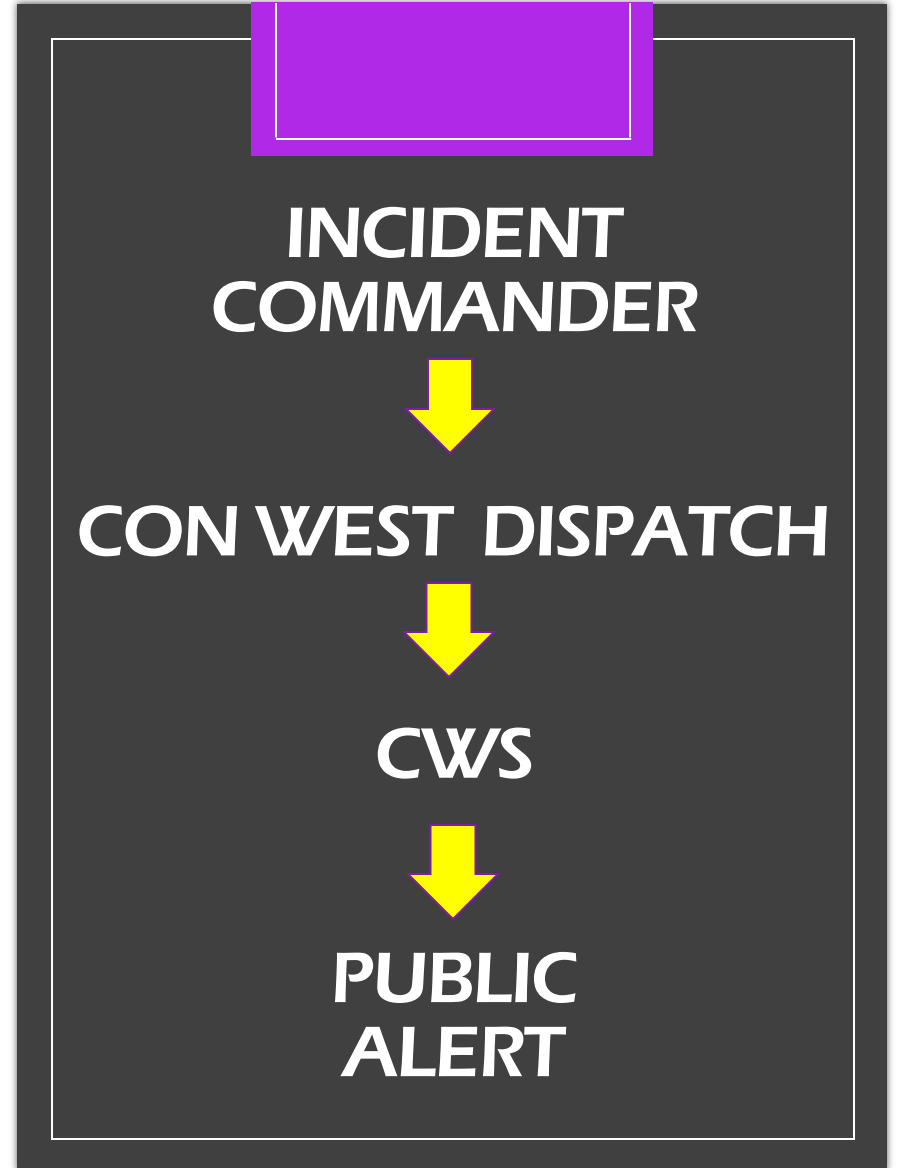 INCIDENT
COMMANDER
CON WEST DISPATCH
CWS
PUBLIC
ALERT